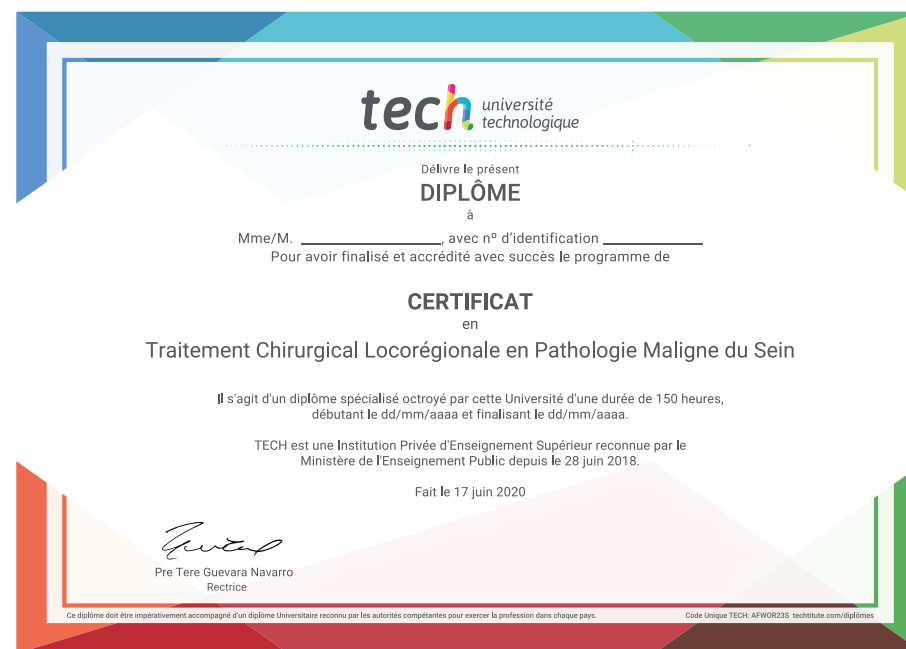 tech université
technologique
Délivre le présent
DIPLÔME
à
Mme/M. ____________________, avec nº d'identification ______________
Pour avoir finalisé et accrédité avec succès le programme de
CERTIFICAT
en
Traitement Chirurgical Locorégionale en Pathologie Maligne du Sein
Il s'agit d'un diplôme spécialisé octroyé par cette Université d'une durée de 150 heures,
débutant le dd/mm/aaaa et finalisant le dd/mm/aaaa.
TECH est une Institution Privée d'Enseignement Supérieur reconnue par le
Ministère de l'Enseignement Public depuis le 28 juin 2018.
Fait le 17 juin 2020
Pre Tere Guevara Navarro
Rectrice
Ce diplôme doit être impérativement accompagné d'un diplôme Universitaire reconnu par les autorités compétantes pour exercer la profession dans chaque pays.
Code Unique TECH: AFWOR23S techtitute.com/diplômes